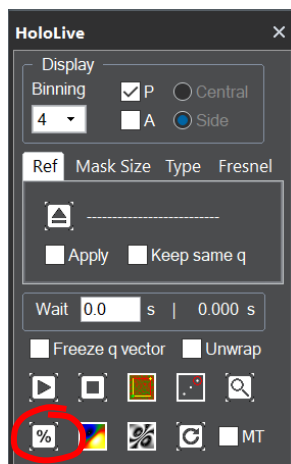 HoloLive ×
Display
Binning P Central
4 A Side
Ref Mask Size Type Fresnel
--------------------------
Apply Keep same q
Wait 0.0 s | 0.000 s
Freeze q vector Unwrap
% % C MT